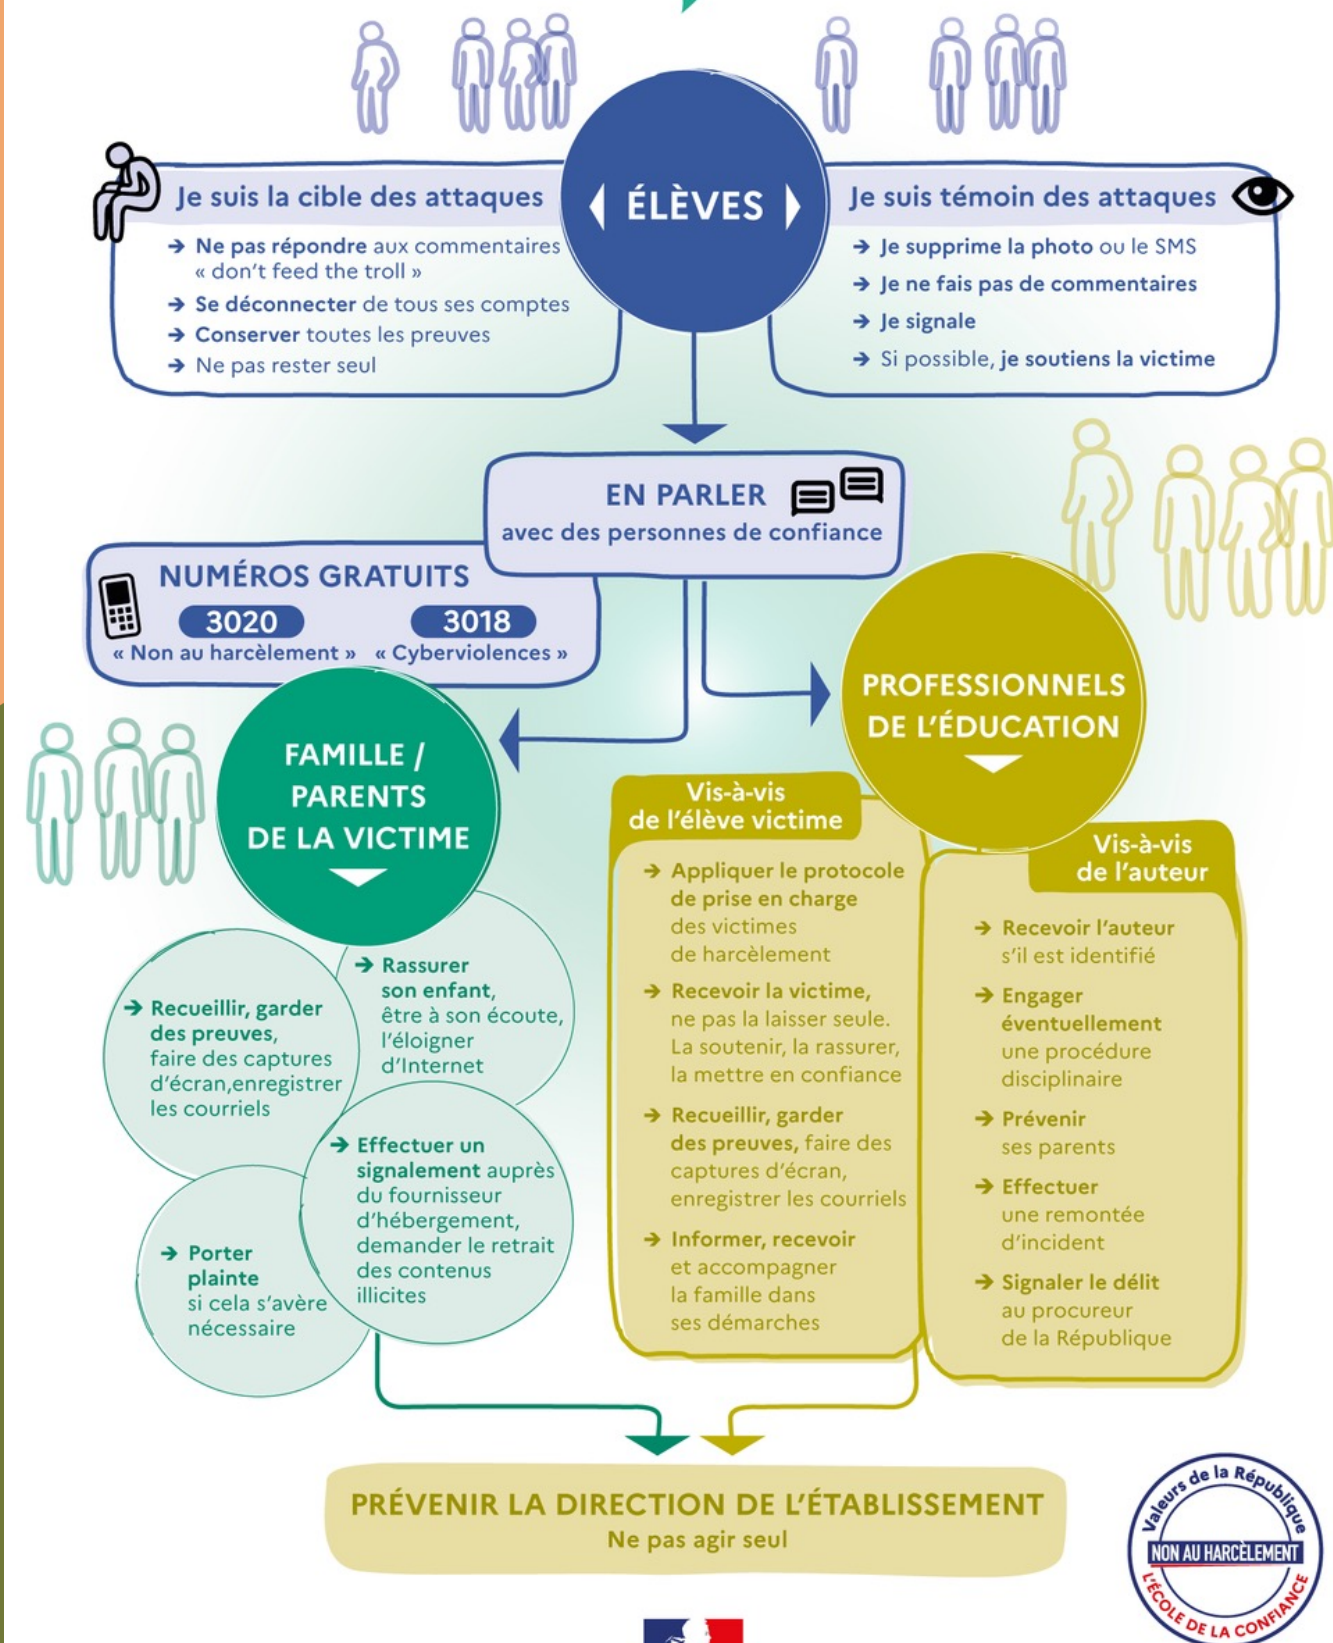 ÉLÈVES
Je suis la cible des attaques
→ Ne pas répondre aux commentaires
« don't feed the troll »
→ Se déconnecter de tous ses comptes
→ Conserver toutes les preuves
→ Ne pas rester seul
Je suis témoin des attaques
→ Je supprime la photo ou le SMS
→ Je ne fais pas de commentaires
→ Je signale
→ Si possible, je soutiens la victime
EN PARLER
avec des personnes de confiance
NUMÉROS GRATUITS
3020 3018
« Non au harcèlement » « Cyberviolences »
FAMILLE /
PARENTS
DE LA VICTIME
→ Rassurer
son enfant,
être à son écoute,
l'éloigner
d'Internet
→ Recueillir, garder
des preuves,
faire des captures
d'écran,enregistrer
les courriels
→ Effectuer un
signalement auprès
du fournisseur
d'hébergement,
demander le retrait
des contenus
illicites
→ Porter
plainte
si cela s'avère
nécessaire
PROFESSIONNELS
DE L'ÉDUCATION
Vis-à-vis
de l'élève victime
→ Appliquer le protocole
de prise en charge
des victimes
de harcèlement
→ Recevoir la victime,
ne pas la laisser seule.
La soutenir, la rassurer,
la mettre en confiance
→ Recueillir, garder
des preuves, faire des
captures d'écran,
enregistrer les courriels
→ Informer, recevoir
et accompagner
la famille dans
ses démarches
Vis-à-vis
de l'auteur
→ Recevoir l'auteur
s'il est identifié
→ Engager
éventuellement
une procédure
disciplinaire
→ Prévenir
ses parents
→ Effectuer
une remontée
d'incident
→ Signaler le délit
au procureur
de la République
PRÉVENIR LA DIRECTION DE L'ÉTABLISSEMENT
Ne pas agir seul
Valeurs de la République
NON AU HARCÈLEMENT
L'ÉCOLE DE LA CONFIANCE